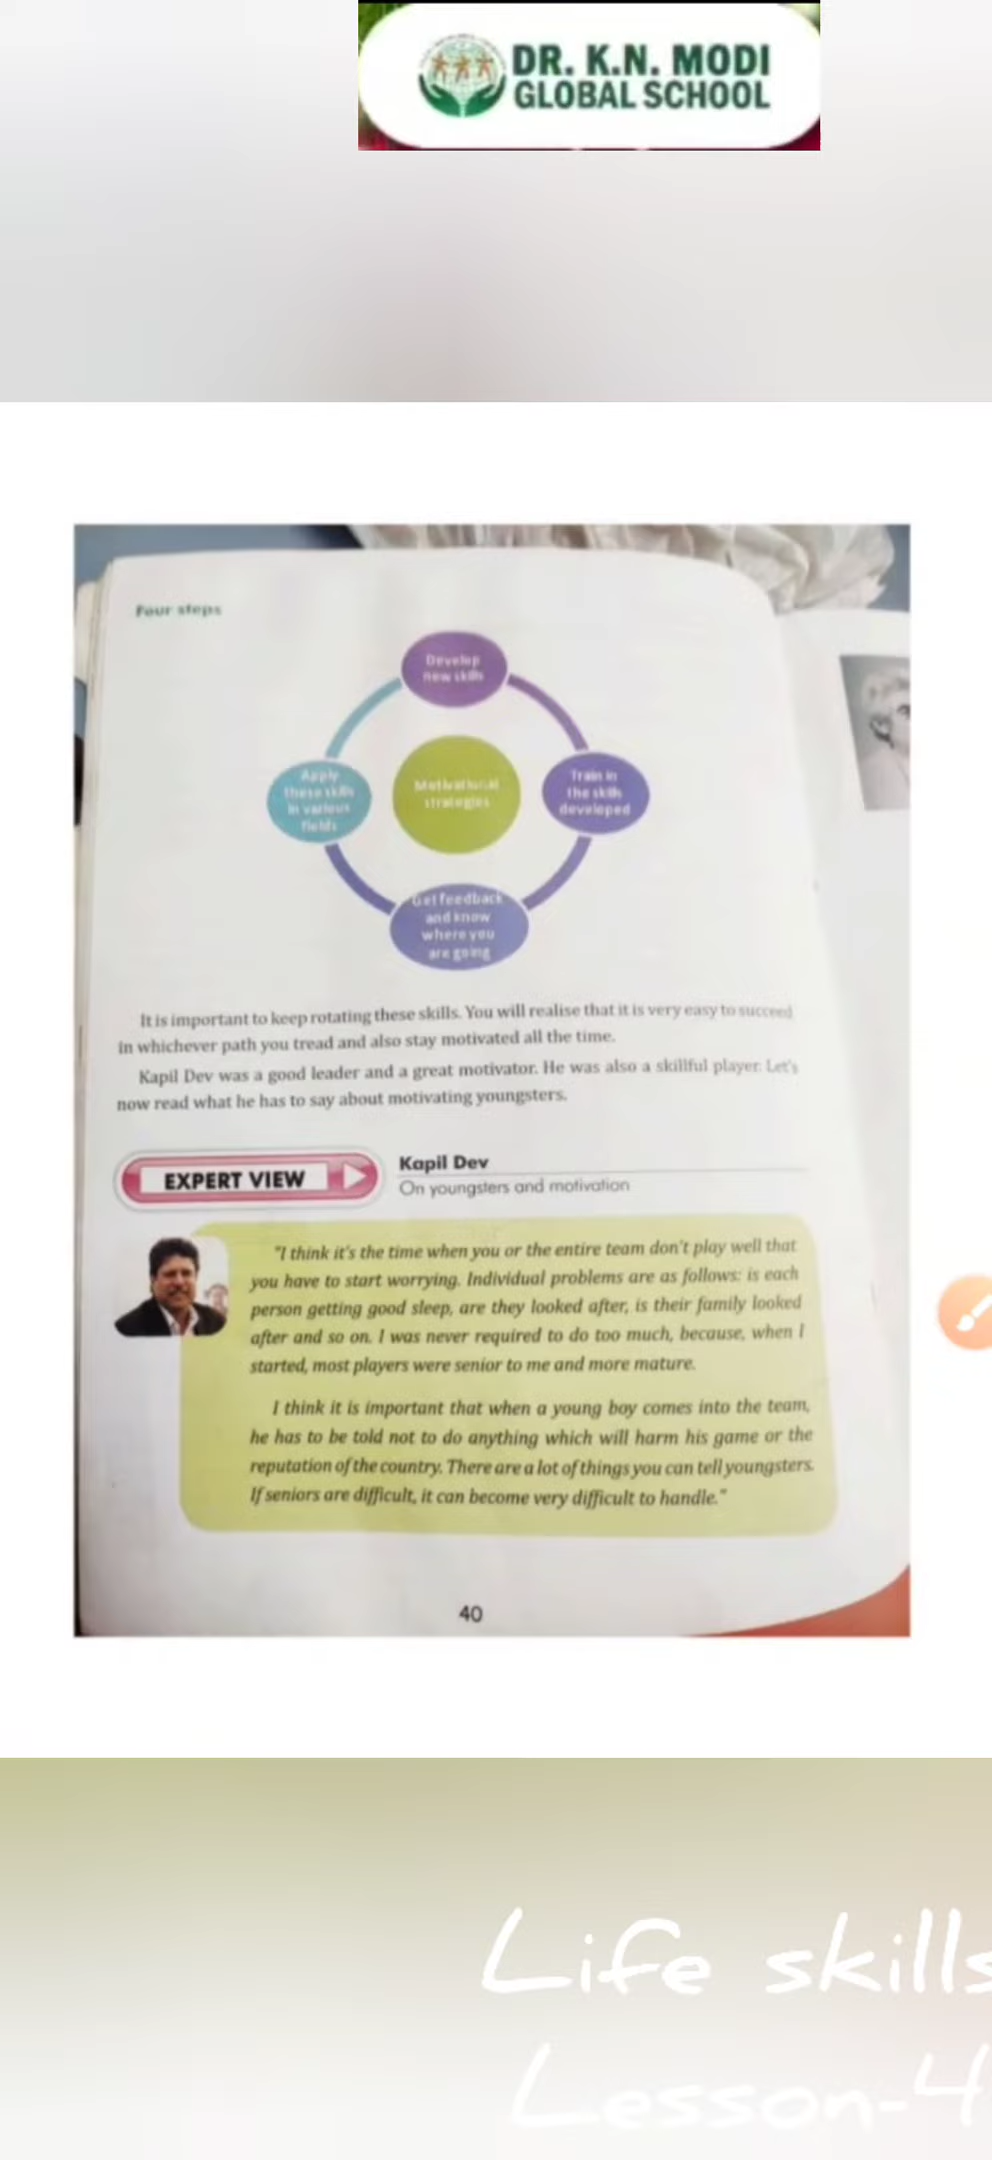 DR. K.N. MODI
GLOBAL SCHOOL
Four steps
Develop
new skills
Apply
these skills
in various
fields
Motivational
strategies
Train in
the skills
developed
Get feedback
and know
where you
are going
It is important to keep rotating these skills. You will realise that it is very easy to succeed
in whichever path you tread and also stay motivated all the time.
Kapil Dev was a good leader and a great motivator. He was also a skillful player. Let's
now read what he has to say about motivating youngsters.
EXPERT VIEW
Kapil Dev
On youngsters and motivation
"I think it's the time when you or the entire team don't play well that
you have to start worrying. Individual problems are as follows: is each
person getting good sleep, are they looked after, is their family looked
after and so on. I was never required to do too much, because, when I
started, most players were senior to me and more mature.
I think it is important that when a young boy comes into the team,
he has to be told not to do anything which will harm his game or the
reputation of the country. There are a lot of things you can tell youngsters.
If seniors are difficult, it can become very difficult to handle."
40
Life skills
Lesson-4